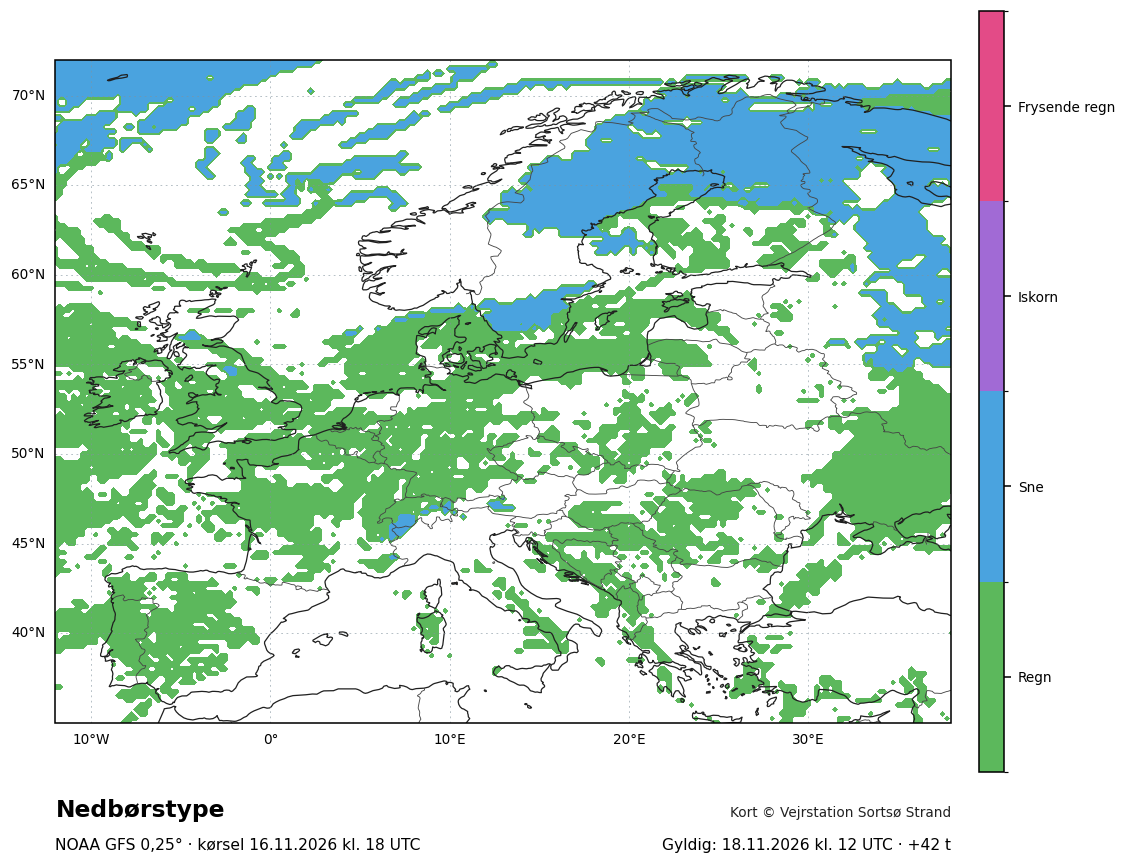 70°N
65°N
60°N
55°N
50°N
45°N
40°N
10°W
0°
10°E
20°E
30°E
Frysende regn
Iskorn
Sne
Regn
Nedbørstype
Kort © Vejrstation Sortsø Strand
NOAA GFS 0,25° · kørsel 16.11.2026 kl. 18 UTC
Gyldig: 18.11.2026 kl. 12 UTC · +42 t